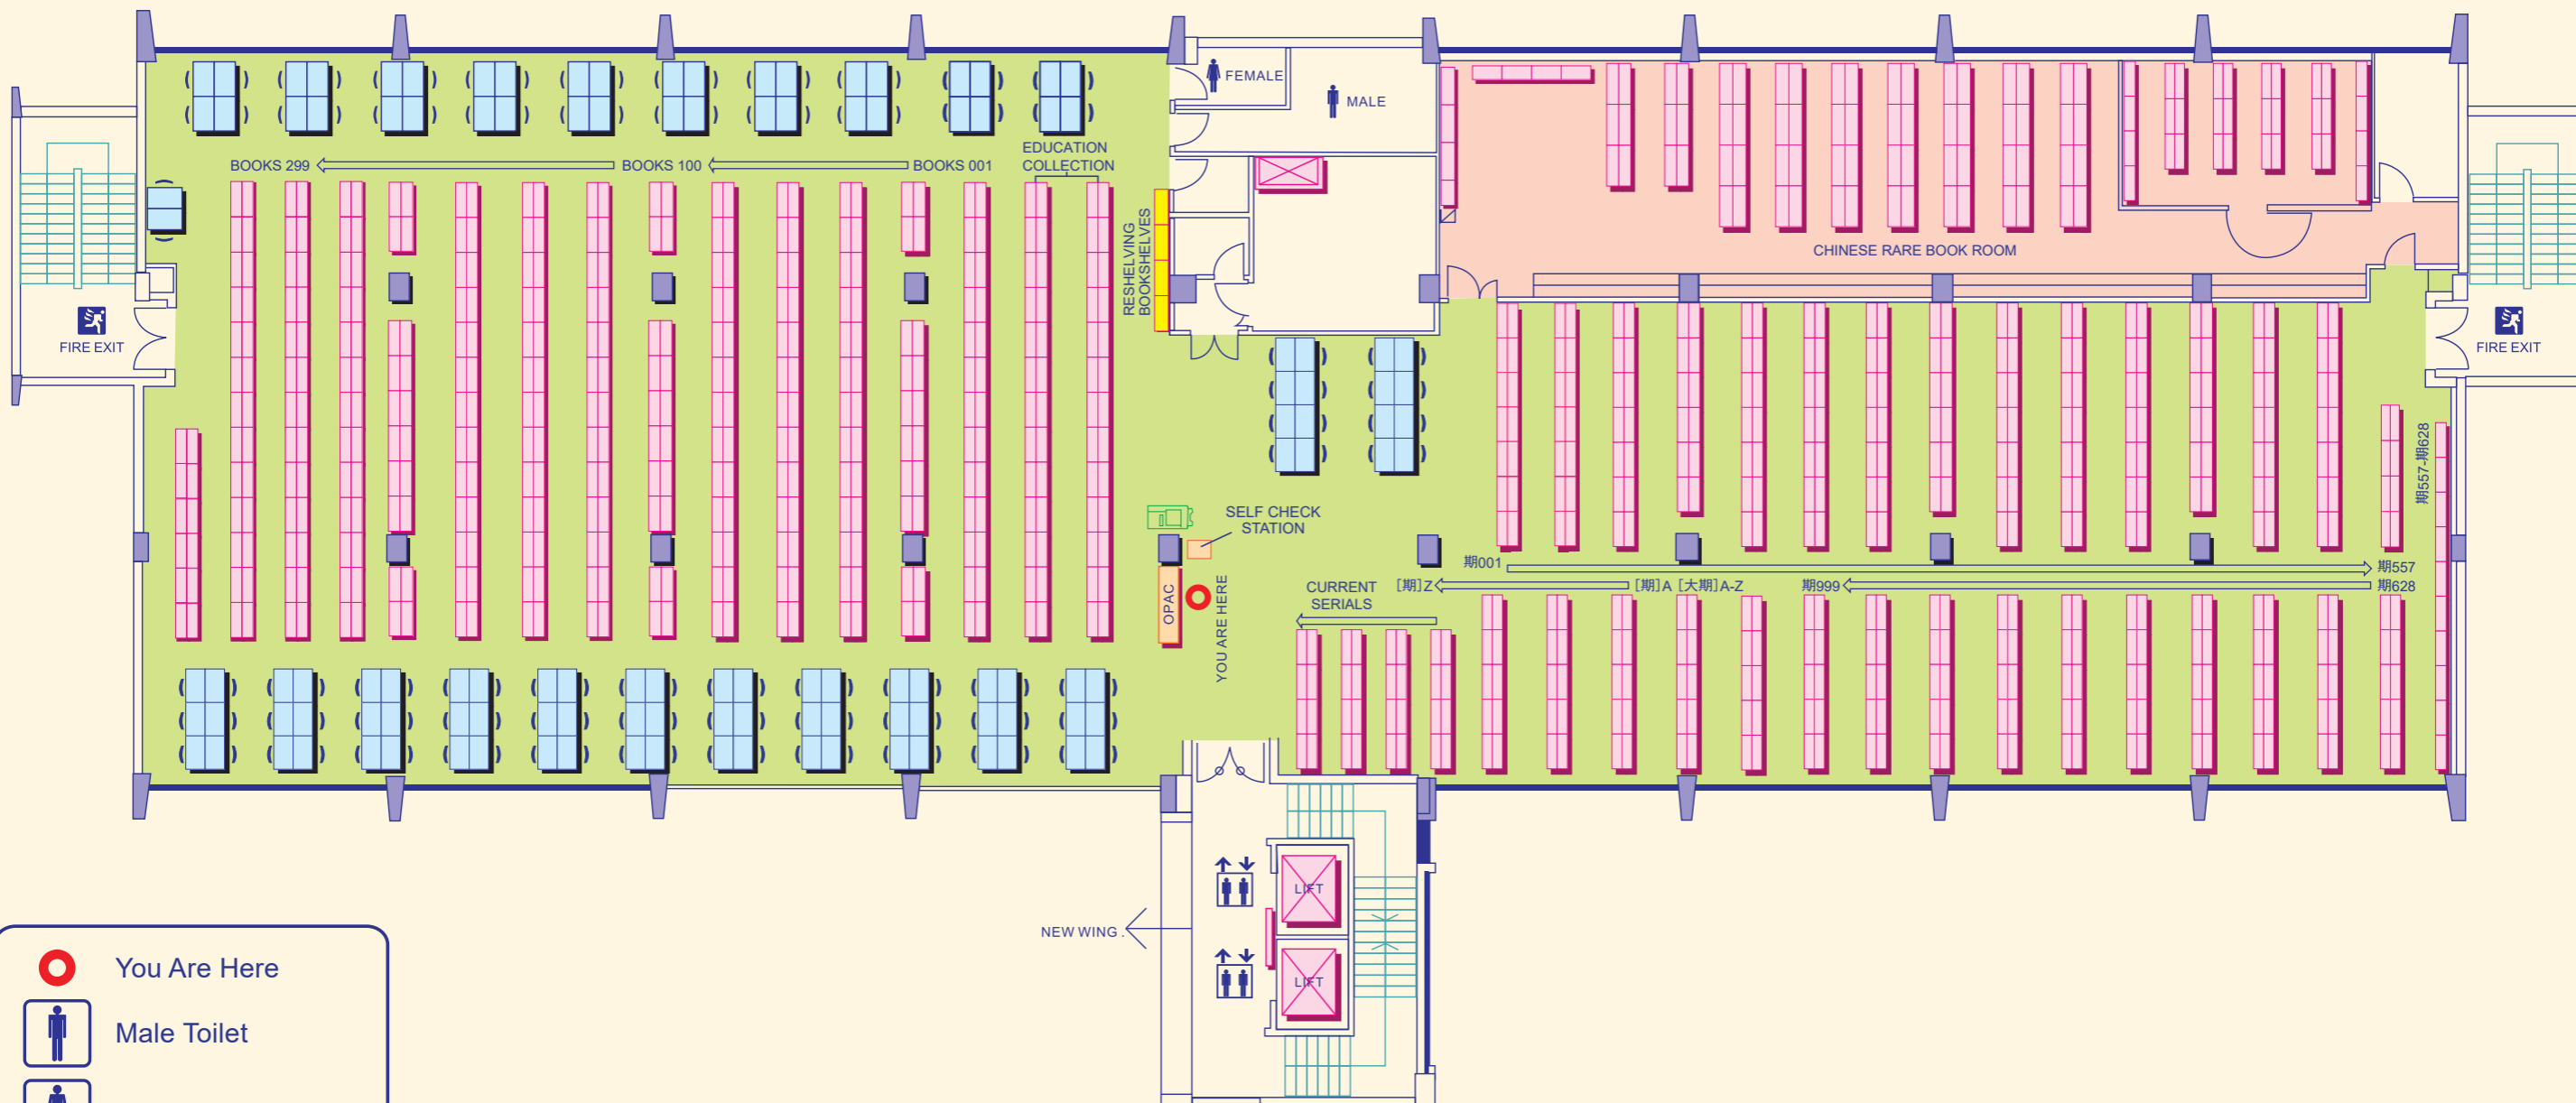 FEMALE
MALE
EDUCATION
COLLECTION
BOOKS 299
BOOKS 100
BOOKS 001
RESHELVING
BOOKSHELVES
CHINESE RARE BOOK ROOM
FIRE EXIT
FIRE EXIT
期557-期628
SELF CHECK
STATION
期001
期557
CURRENT
SERIALS
[期]Z
[期]A [大期]A-Z
期999
期628
OPAC
YOU ARE HERE
LIFT
NEW WING .
LIFT
You Are Here
Male Toilet